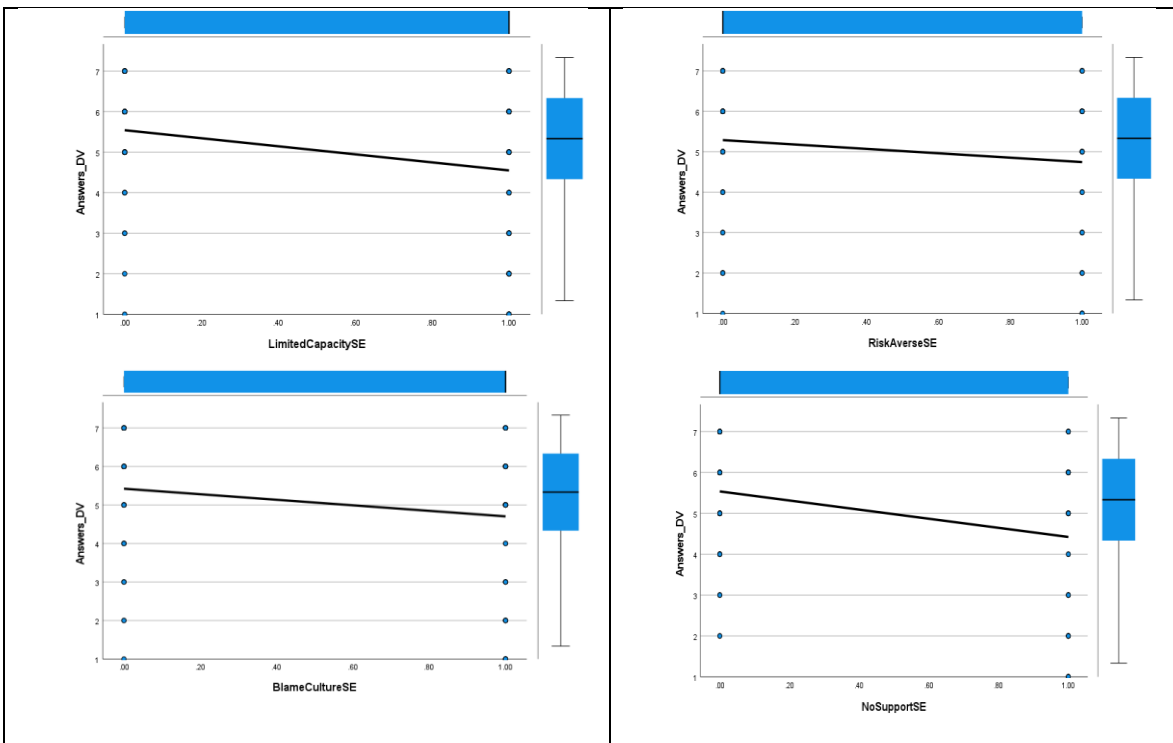 7
6
5
4
3
2
1
Answers_DV
.00 .20 .40 .60 .80 1.00
LimitedCapacitySE
7
6
5
4
3
2
1
Answers_DV
.00 .20 .40 .60 .80 1.00
RiskAverseSE
7
6
5
4
3
2
1
Answers_DV
.00 .20 .40 .60 .80 1.00
BlameCultureSE
7
6
5
4
3
2
1
Answers_DV
.00 .20 .40 .60 .80 1.00
NoSupportSE